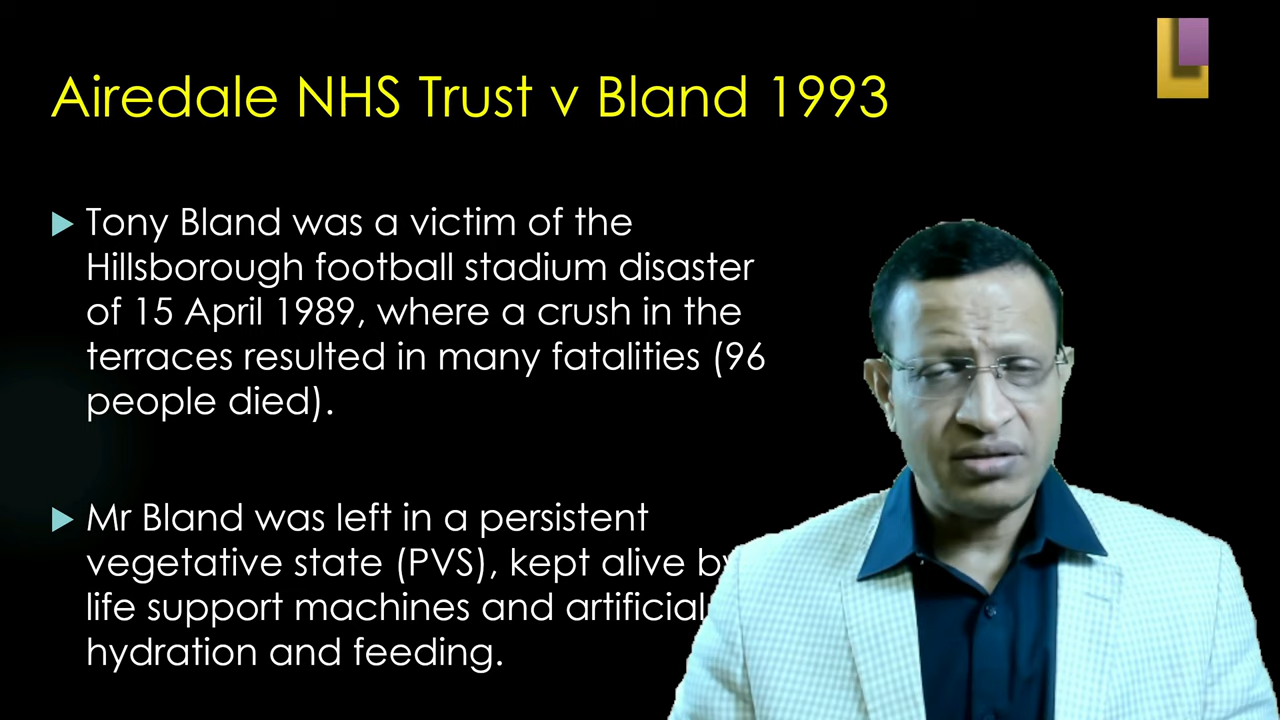 Airedale NHS Trust v Bland 1993
Tony Bland was a victim of the
Hillsborough football stadium disaster
of 15 April 1989, where a crush in the
terraces resulted in many fatalities (96
people died).
Mr Bland was left in a persistent
vegetative state (PVS), kept alive by
life support machines and artificial
hydration and feeding.